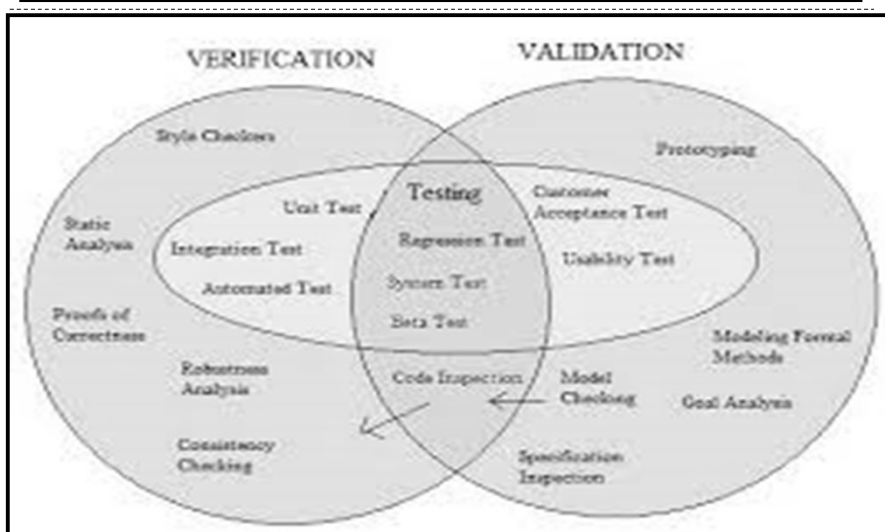 VERIFICATION
VALIDATION
Style Checkers
Prototyping
Testing
Unit Test
Customer
Acceptance Test
Static
Analysis
Regression Test
Integration Test
Usability Test
Automated Test
System Test
Beta Test
Proofs of
Correctness
Modeling Formal
Methods
Robustness
Analysis
Code Inspection
Model
Checking
Goal Analysis
Consistency
Checking
Specification
Inspection